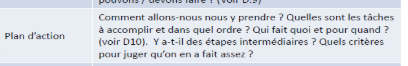 pouvons / devons faire ? (voir D.9)
Comment allons-nous nous y prendre ? Quelles sont les tâches
à accomplir et dans quel ordre ? Qui fait quoi et pour quand ?
Plan d'action
(voir D10). Y a-t-il des étapes intermédiaires ? Quels critères
pour juger qu'on en a fait assez ?